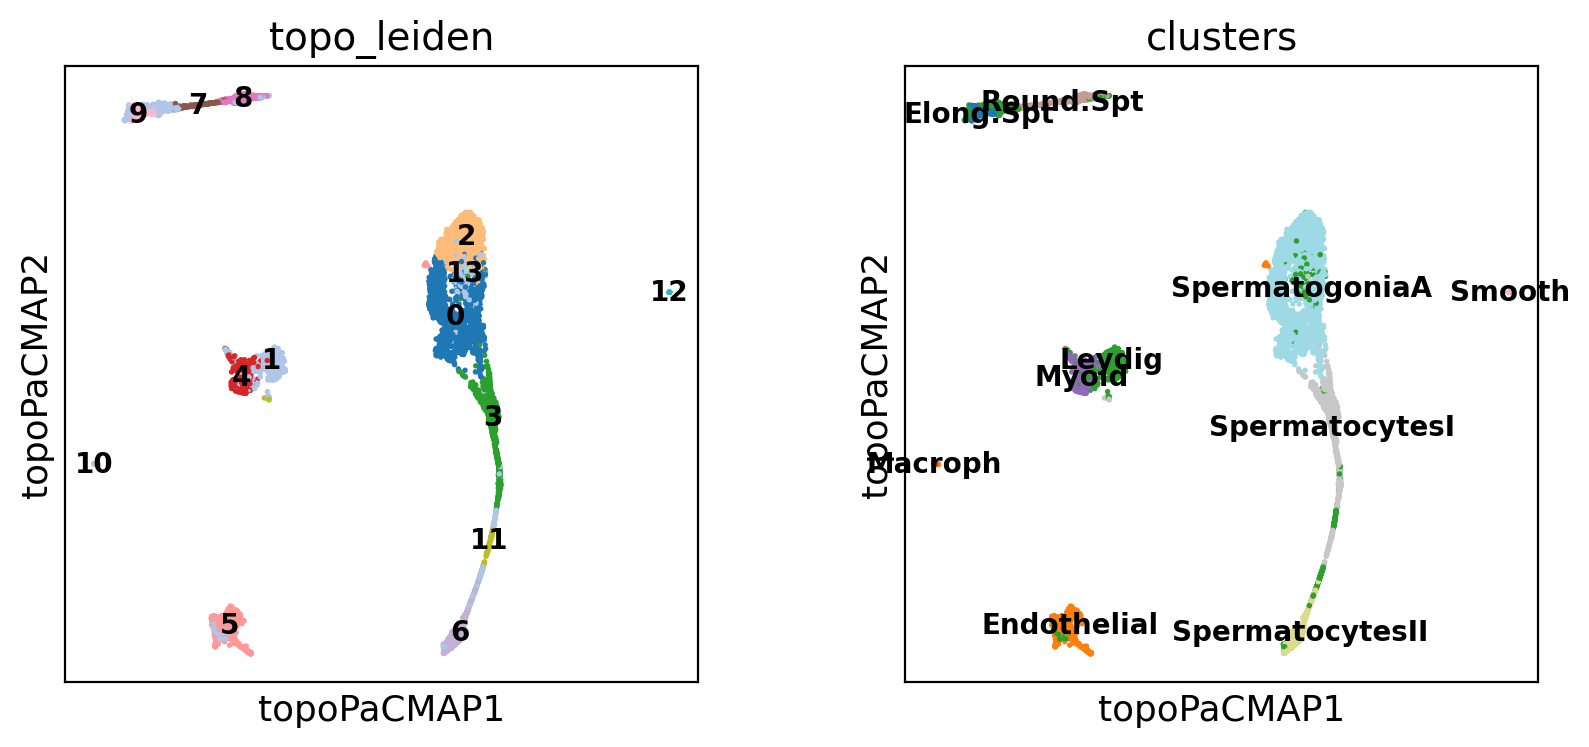 topo_leiden
clusters
8
7
9
2
13
12
0
1
4
3
10
11
5
6
topoPaCMAP2
topoPaCMAP1
Round.Spt
Elong.Spt
SpermatogoniaA
Smooth
Leydig
Myoid
SpermatocytesI
Macroph
Endothelial
SpermatocytesII
topoPaCMAP2
topoPaCMAP1